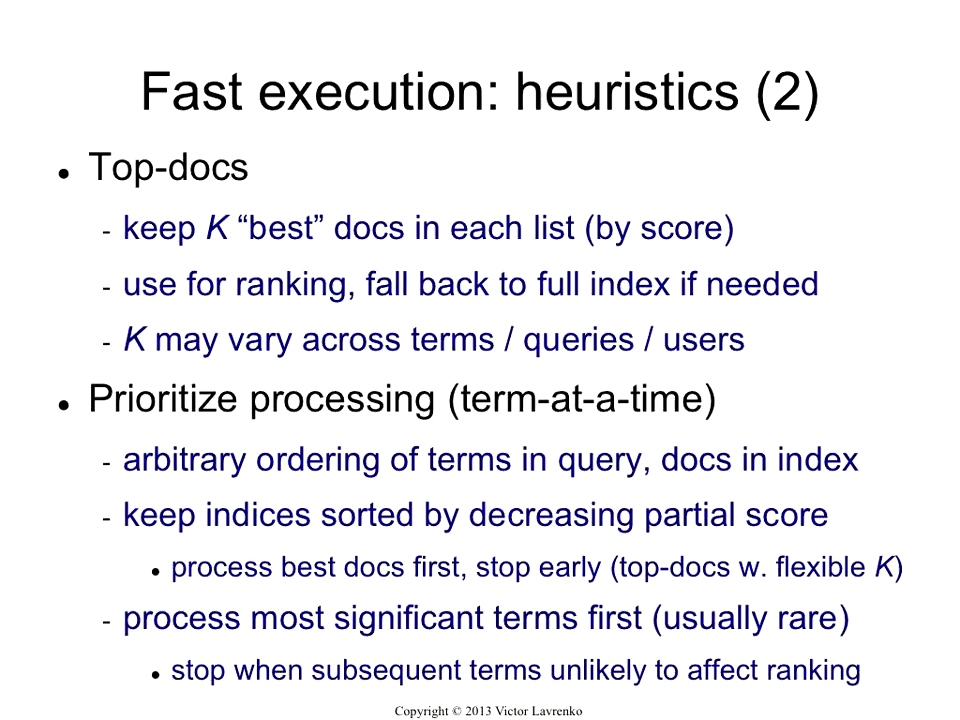 Fast execution: heuristics (2)
● Top-docs
- keep K “best” docs in each list (by score)
- use for ranking, fall back to full index if needed
- K may vary across terms / queries / users
● Prioritize processing (term-at-a-time)
- arbitrary ordering of terms in query, docs in index
- keep indices sorted by decreasing partial score
● process best docs first, stop early (top-docs w. flexible K)
- process most significant terms first (usually rare)
● stop when subsequent terms unlikely to affect ranking
Copyright © 2013 Victor Lavrenko